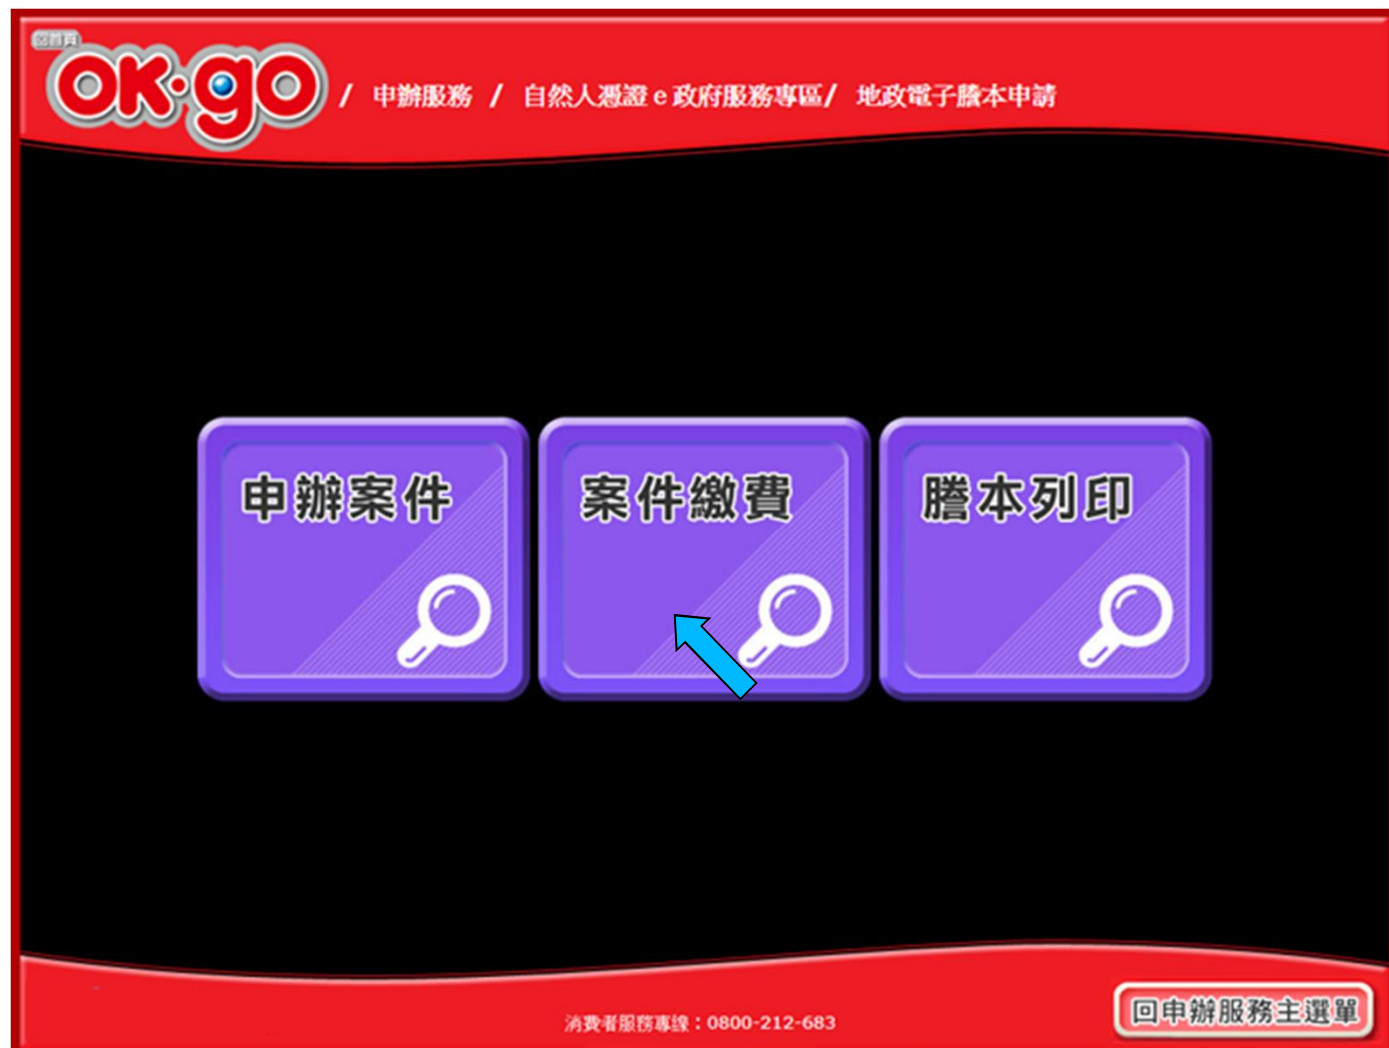 回首頁
OK·go / 申辦服務 / 自然人憑證e政府服務專區/ 地政電子謄本申請
申辦案件
案件繳費
謄本列印
消費者服務專線：0800-212-683
回申辦服務主選單